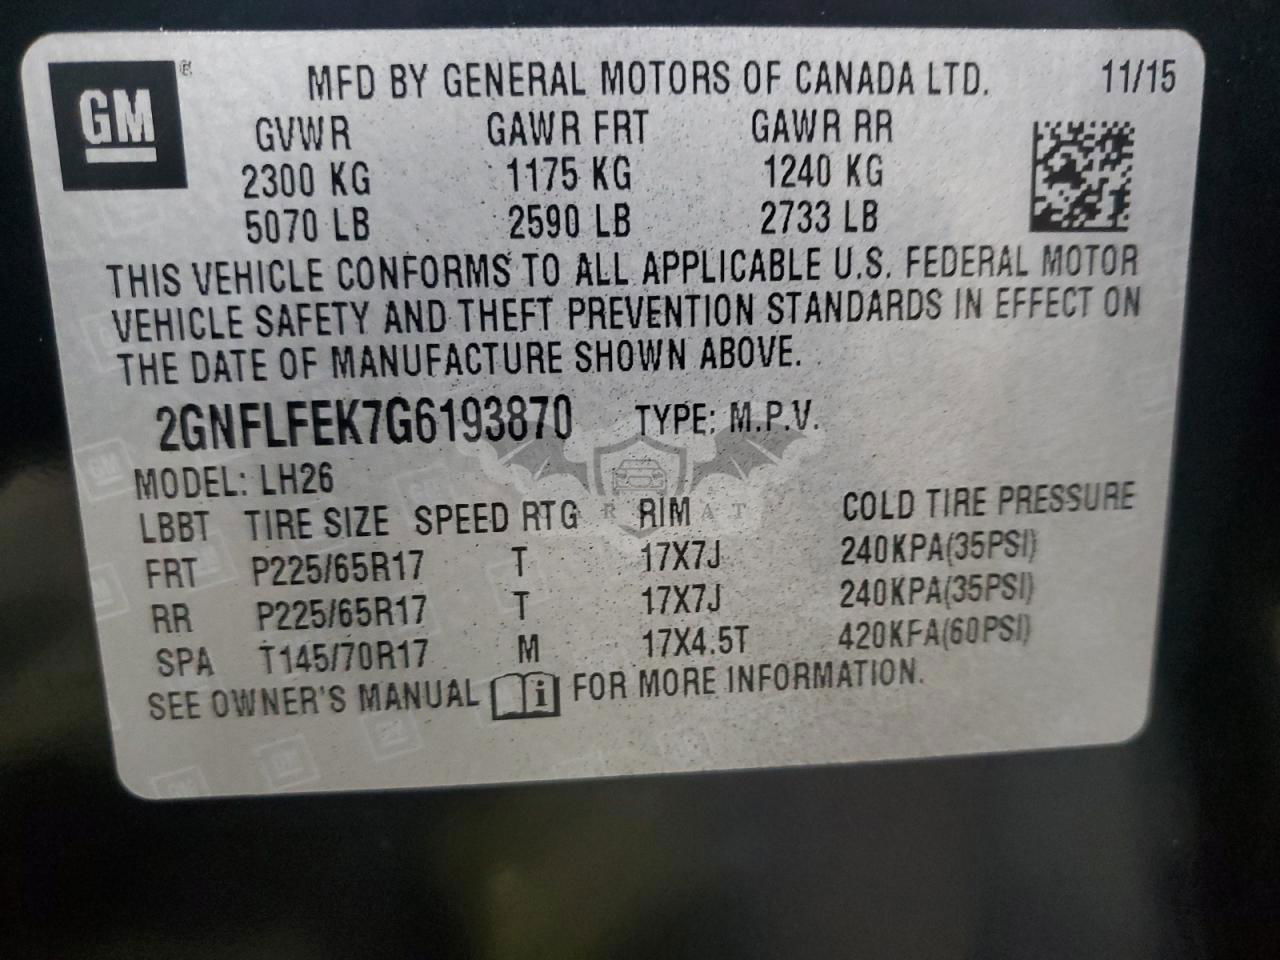 GM ®
MFD BY GENERAL MOTORS OF CANADA LTD. 11/15
GVWR GAWR FRT GAWR RR
2300 KG 1175 KG 1240 KG
5070 LB 2590 LB 2733 LB
THIS VEHICLE CONFORMS TO ALL APPLICABLE U.S. FEDERAL MOTOR
VEHICLE SAFETY AND THEFT PREVENTION STANDARDS IN EFFECT ON
THE DATE OF MANUFACTURE SHOWN ABOVE.
2GNFLFEK7G6193870 TYPE: M.P.V.
MODEL: LH26
LBBT TIRE SIZE SPEED RTG RIM COLD TIRE PRESSURE
FRT P225/65R17 T 17X7J 240KPA(35PSI)
RR P225/65R17 T 17X7J 240KPA(35PSI)
SPA T145/70R17 M 17X4.5T 420KPA(60PSI)
SEE OWNER'S MANUAL i FOR MORE INFORMATION.